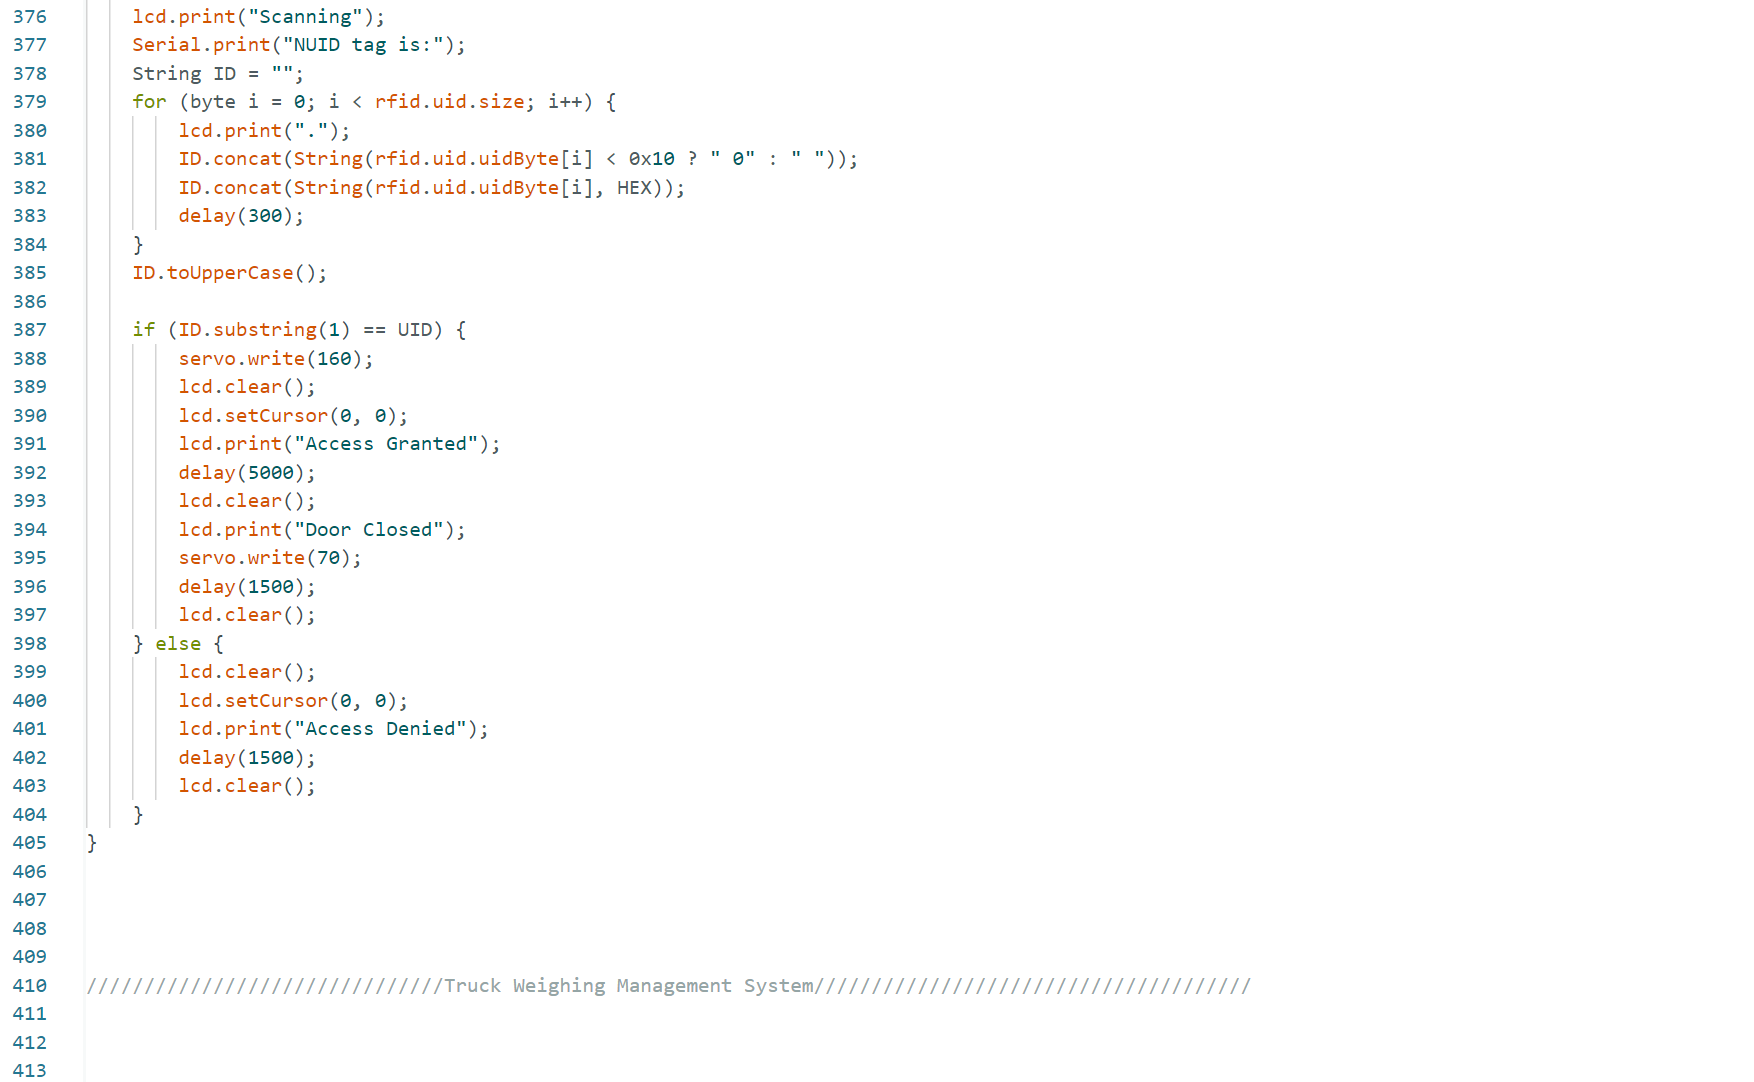 376 lcd.print("Scanning");
377 Serial.print("NUID tag is:");
378 String ID = "";
379 for (byte i = 0; i < rfid.uid.size; i++) {
380 lcd.print(".");
381 ID.concat(String(rfid.uid.uidByte[i] < 0x10 ? " 0" : " "));
382 ID.concat(String(rfid.uid.uidByte[i], HEX));
383 delay(300);
384 }
385 ID.toUpperCase();
386
387 if (ID.substring(1) == UID) {
388 servo.write(160);
389 lcd.clear();
390 lcd.setCursor(0, 0);
391 lcd.print("Access Granted");
392 delay(5000);
393 lcd.clear();
394 lcd.print("Door Closed");
395 servo.write(70);
396 delay(1500);
397 lcd.clear();
398 } else {
399 lcd.clear();
400 lcd.setCursor(0, 0);
401 lcd.print("Access Denied");
402 delay(1500);
403 lcd.clear();
404 }
405 }
406
407
408
409
410 ///////////////////////////////Truck Weighing Management System//////////////////////////////////////
411
412
413